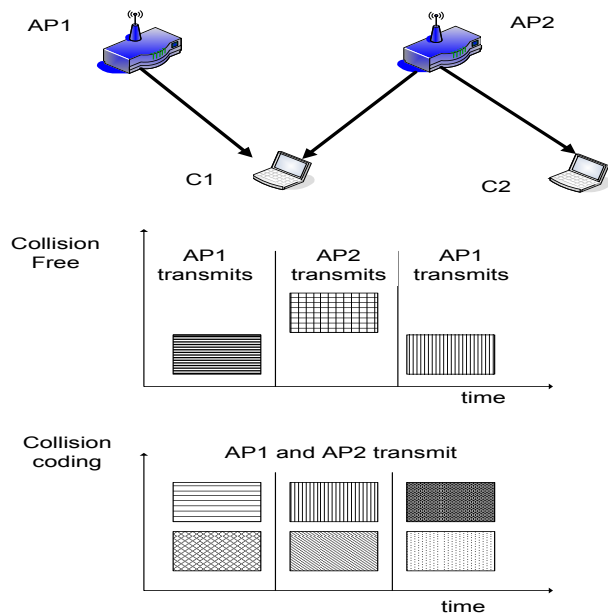 AP1
AP2
C1
C2
Collision
Free
AP1
transmits
AP2
transmits
AP1
transmits
time
Collision
coding
AP1 and AP2 transmit
time